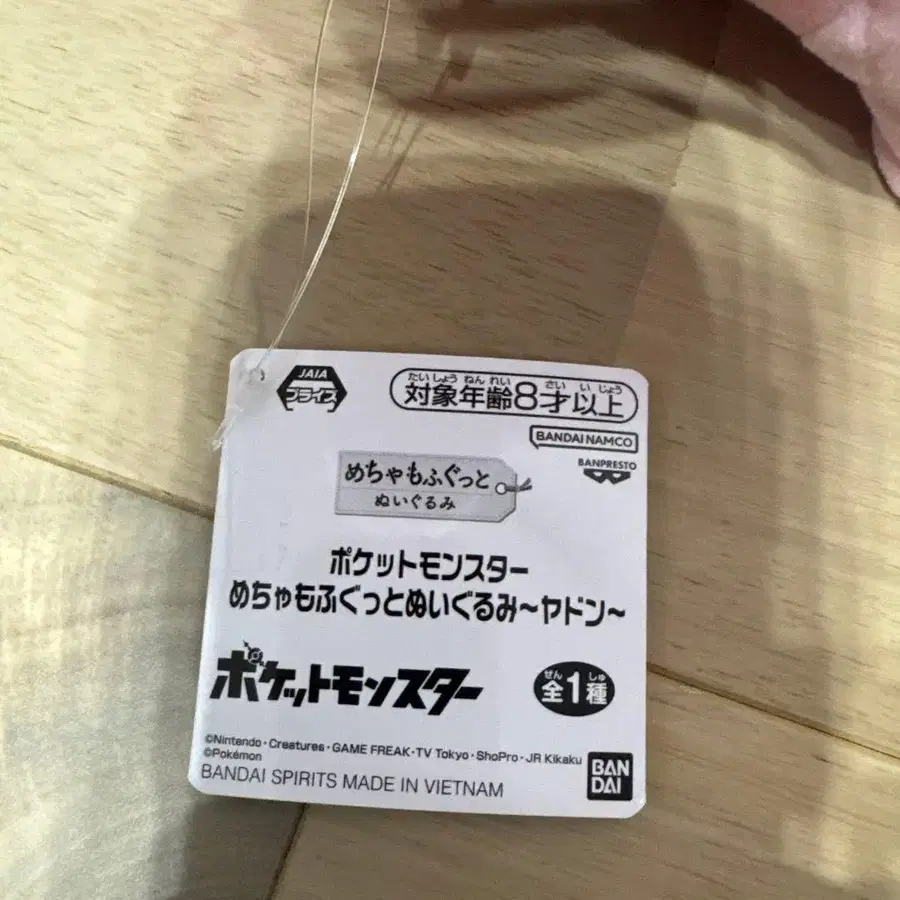 JAIA
プライズ
たいしょうねんれい さい いじょう
対象年齢8才以上
BANDAI NAMCO
BANPRESTO
めちゃもふぐっと
ぬいぐるみ
ポケットモンスター
めちゃもふぐっとぬいぐるみ～ヤドン～
ポケットモンスター
ぜん しゅ
全1種
©Nintendo・Creatures・GAME FREAK・TV Tokyo・ShoPro・JR Kikaku
©Pokémon
BANDAI SPIRITS MADE IN VIETNAM
BAN
DAI